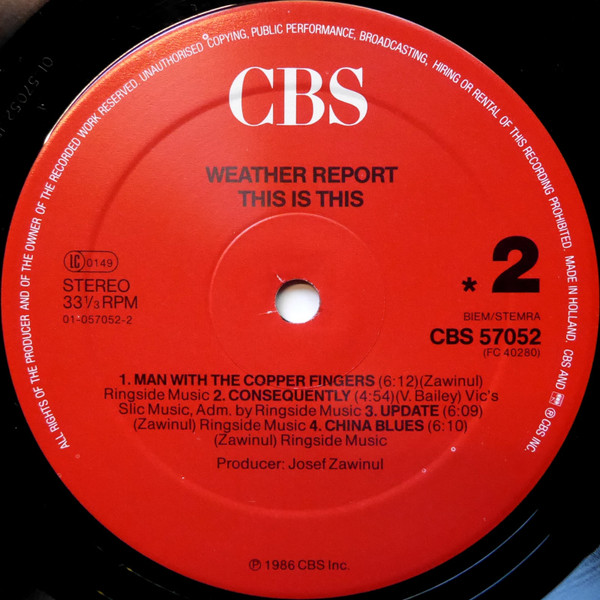 ALL RIGHTS OF THE PRODUCER AND OF THE OWNER OF THE RECORDED WORK RESERVED. UNAUTHORISED COPYING, PUBLIC PERFORMANCE, BROADCASTING, HIRING OR RENTAL OF THIS RECORDING PROHIBITED. MADE IN HOLLAND. CBS AND ℗ CBS INC.
CBS
WEATHER REPORT
THIS IS THIS
LC 0149
STEREO
33 1/3 RPM
01-057052-2
* 2
BIEM/STEMRA
CBS 57052
(FC 40280)
1. MAN WITH THE COPPER FINGERS (6:12)(Zawinul)
Ringside Music 2. CONSEQUENTLY (4:54)(V. Bailey) Vic's
Slic Music, Adm. by Ringside Music 3. UPDATE (6:09)
(Zawinul) Ringside Music 4. CHINA BLUES (6:10)
(Zawinul) Ringside Music
Producer: Josef Zawinul
℗ 1986 CBS Inc.